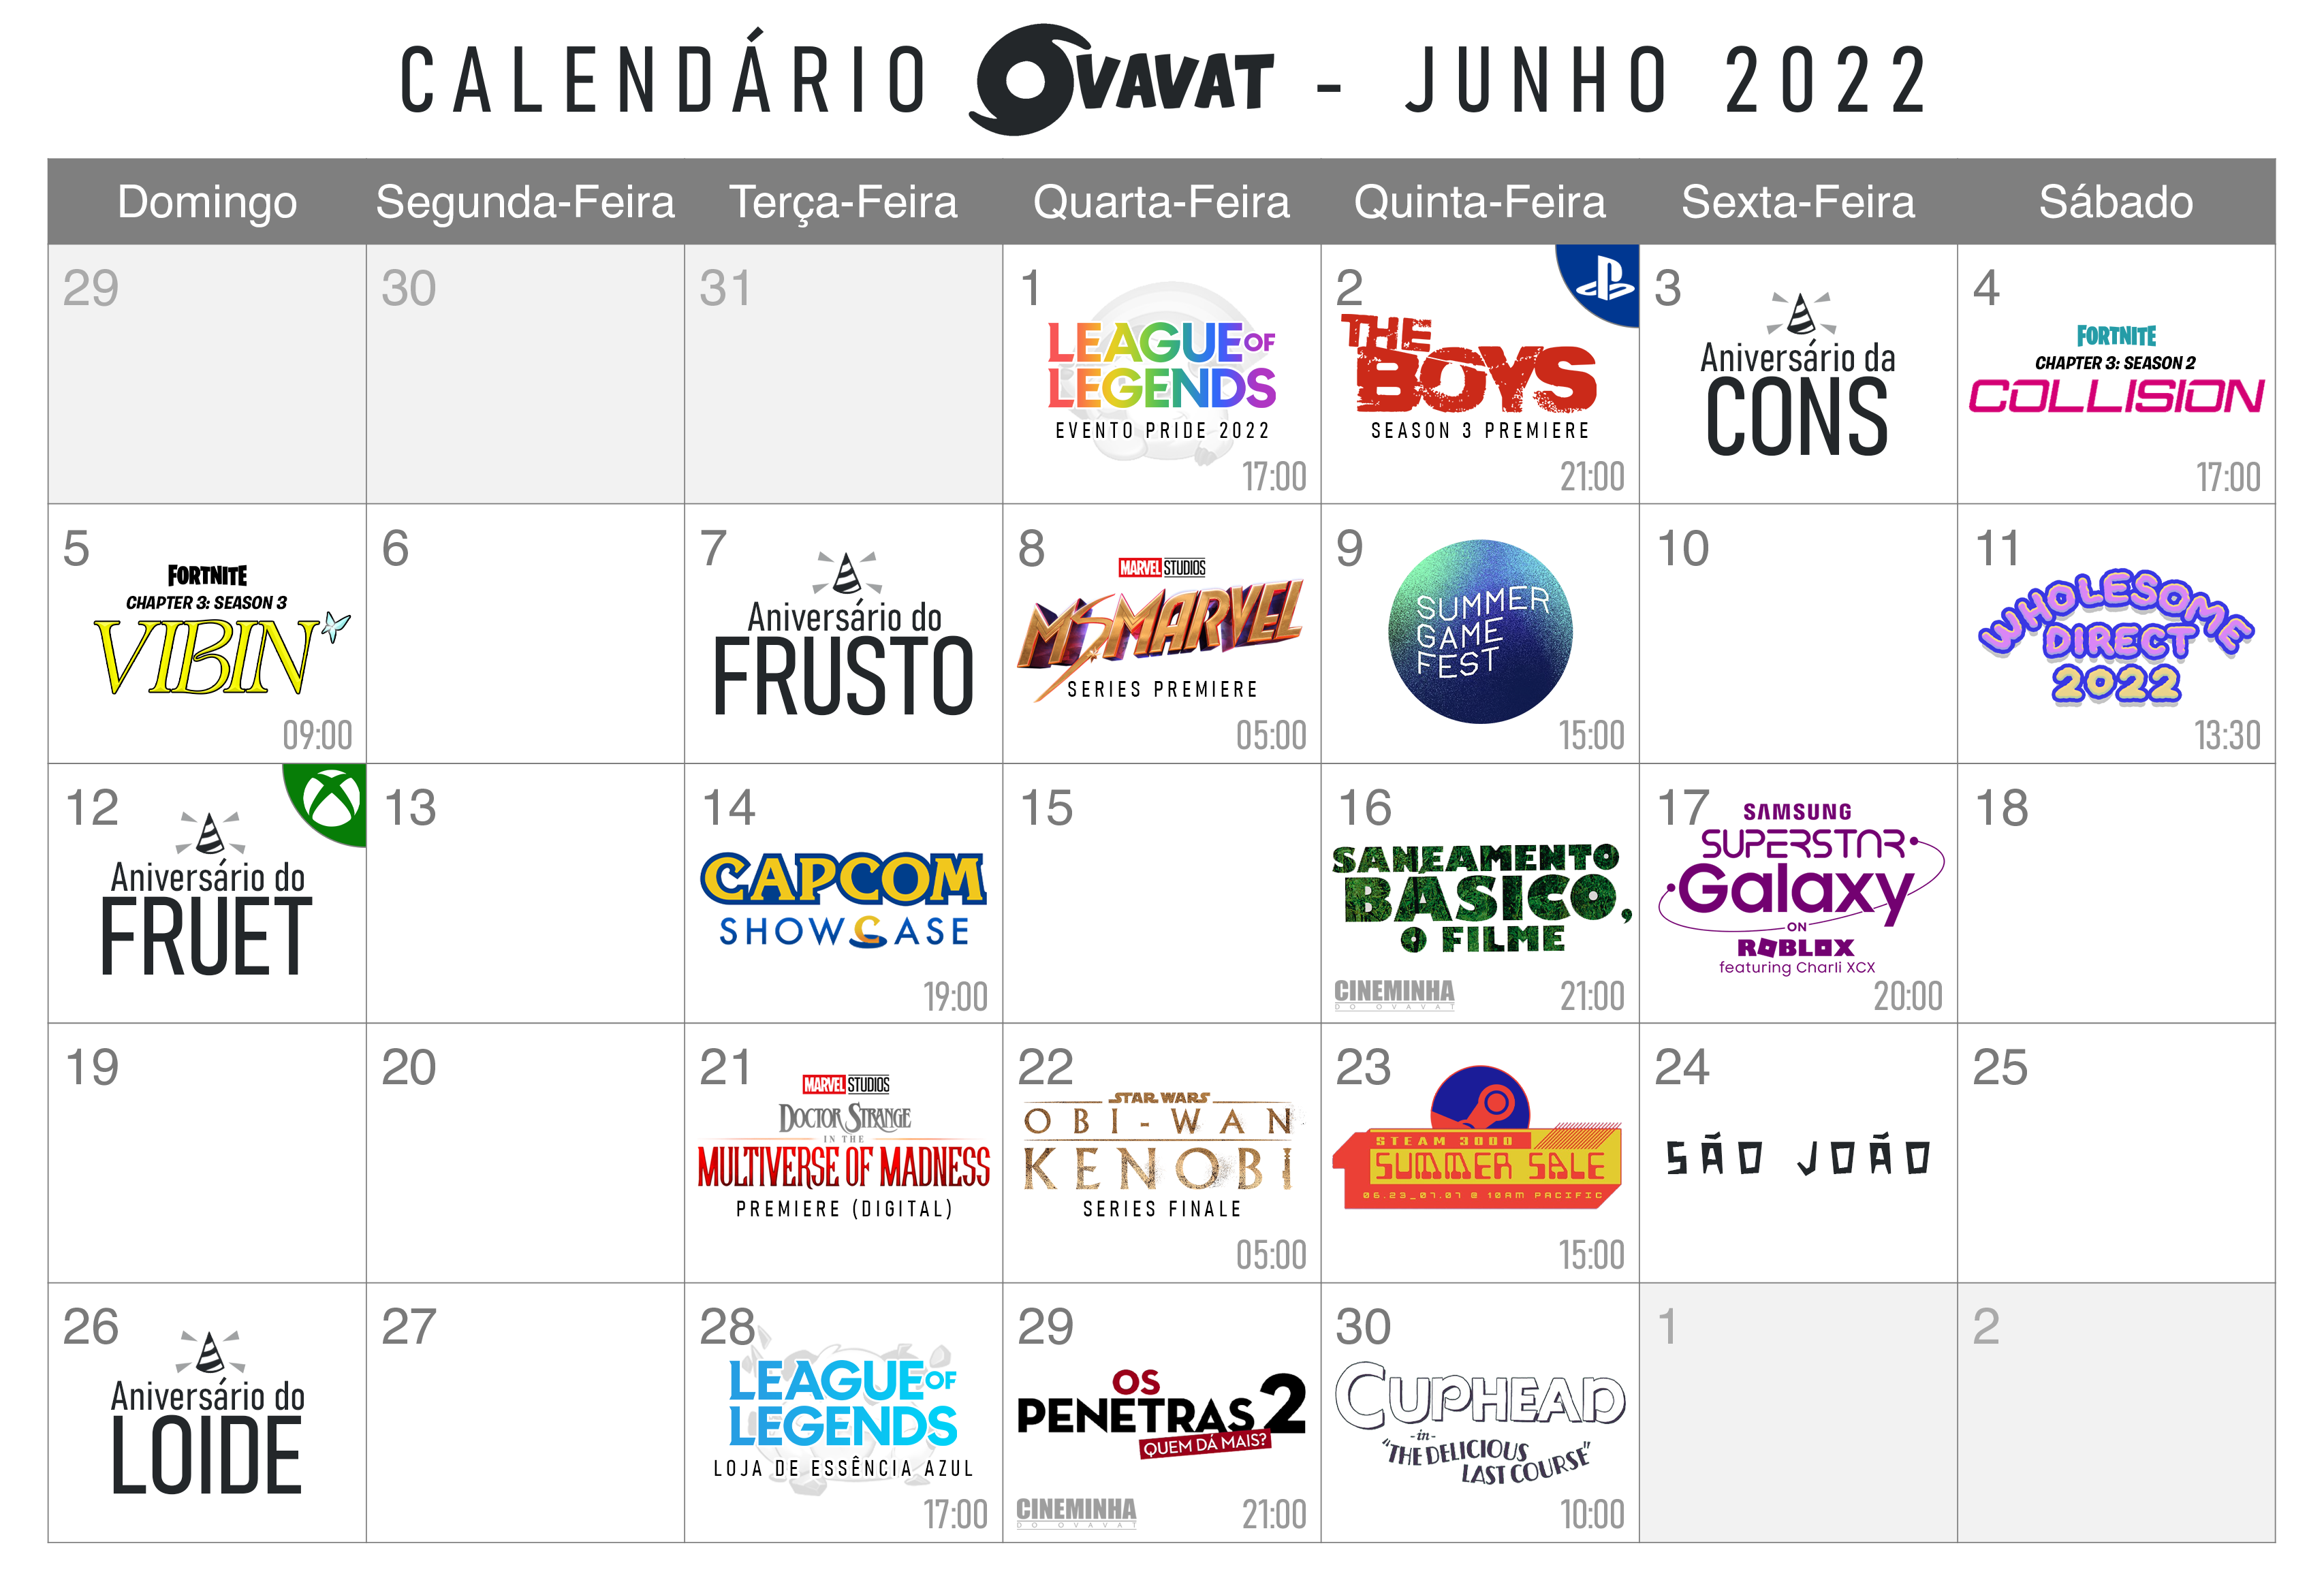 CALENDÁRIO OVAVAT - JUNHO 2022
Domingo Segunda-Feira Terça-Feira Quarta-Feira Quinta-Feira Sexta-Feira Sábado
29
30
31
1
LEAGUE OF
LEGENDS
EVENTO PRIDE 2022
17:00
2
THE
BOYS
SEASON 3 PREMIERE
21:00
3
Aniversário da
CONS
4
FORTNITE
CHAPTER 3: SEASON 2
COLLISION
17:00
5
FORTNITE
CHAPTER 3: SEASON 3
VIBIN
09:00
6
7
Aniversário do
FRUSTO
8
MARVEL STUDIOS
MS MARVEL
SERIES PREMIERE
05:00
9
SUMMER
GAME
FEST
15:00
10
11
WHOLESOME
DIRECT
2022
13:30
12
Aniversário do
FRUET
13
14
CAPCOM
SHOWCASE
19:00
15
16
SANEAMENTO
BÁSICO,
O FILME
CINEMINHA
DO OVAVAT
21:00
17
SAMSUNG
SUPERSTAR
Galaxy
ON
ROBLOX
featuring Charli XCX
20:00
18
19
20
21
MARVEL STUDIOS
DOCTOR STRANGE
IN THE
MULTIVERSE OF MADNESS
PREMIERE (DIGITAL)
22
STAR WARS
OBI-WAN
KENOBI
SERIES FINALE
05:00
23
STEAM 3000
SUMMER SALE
06.23_07.07 @ 10AM PACIFIC
15:00
24
SÃO JOÃO
25
26
Aniversário do
LOIDE
27
28
LEAGUE OF
LEGENDS
LOJA DE ESSÊNCIA AZUL
17:00
29
OS
PENETRAS 2
QUEM DÁ MAIS?
CINEMINHA
DO OVAVAT
21:00
30
CUPHEAD
-in-
"THE DELICIOUS
LAST COURSE"
10:00
1
2